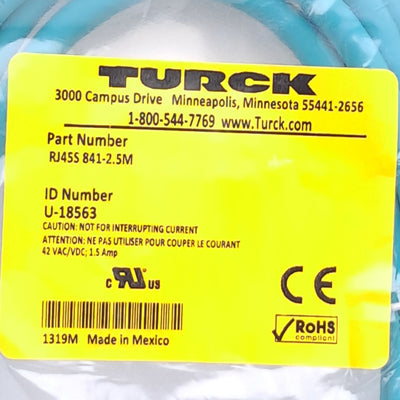 TURCK
3000 Campus Drive Minneapolis, Minnesota 55441-2656
1-800-544-7769 www.Turck.com
Part Number
RJ45S 841-2.5M
ID Number
U-18563
CAUTION: NOT FOR INTERRUPTING CURRENT
ATTENTION: NE PAS UTILISER POUR COUPER LE COURANT
42 VAC/VDC; 1.5 Amp
c RU US
CE
RoHS
compliant
1319M Made in Mexico